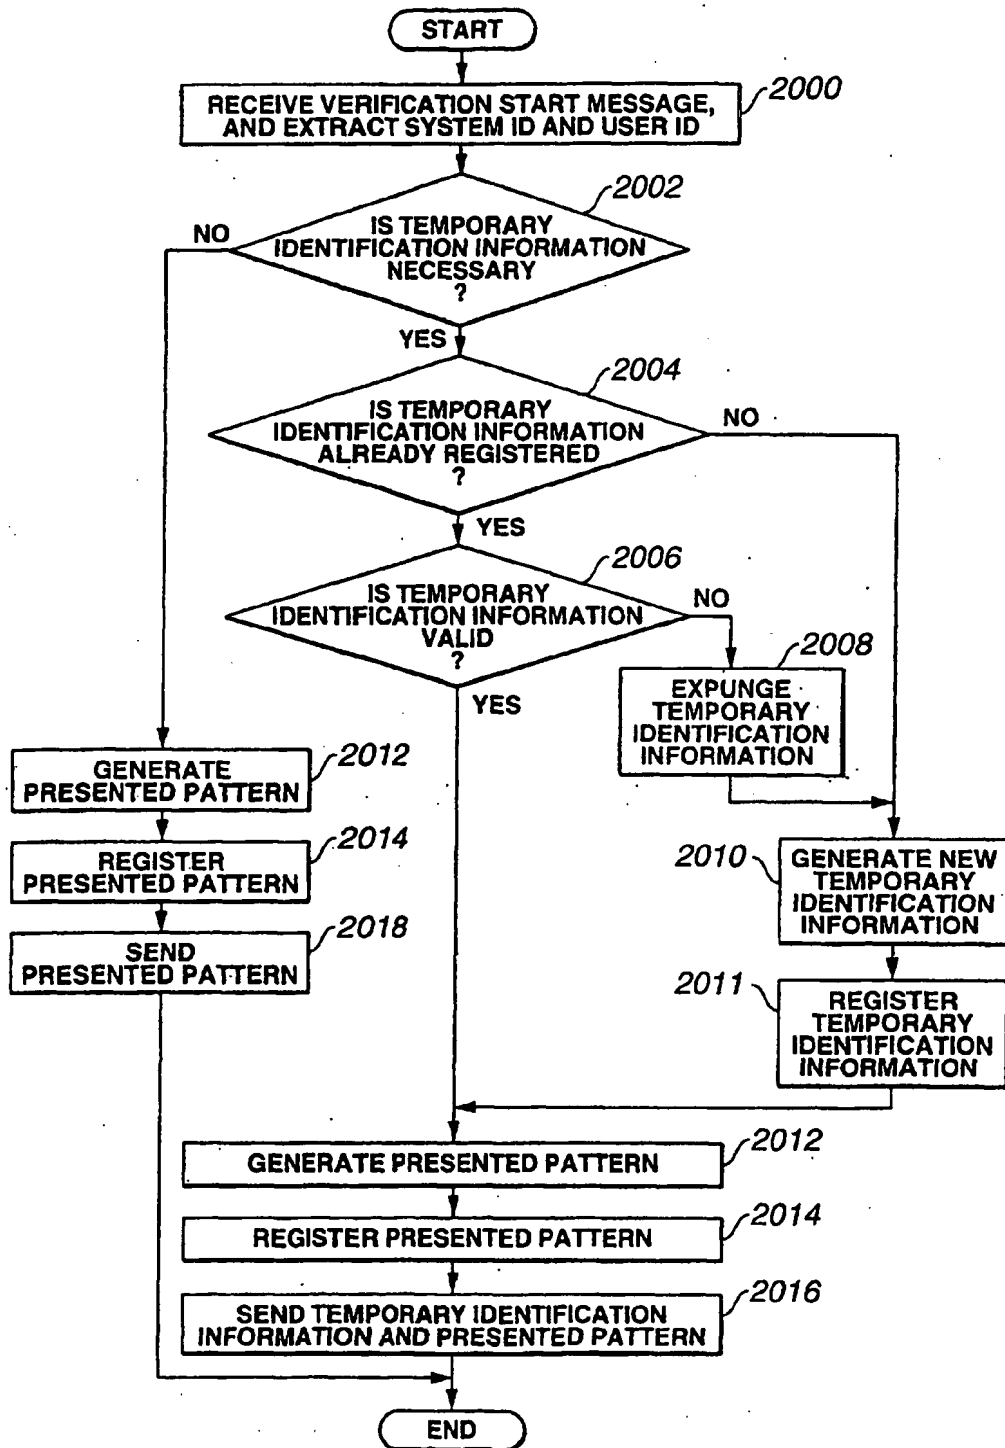 START
RECEIVE VERIFICATION START MESSAGE,
AND EXTRACT SYSTEM ID AND USER ID
2000
2002
IS TEMPORARY
IDENTIFICATION INFORMATION
NECESSARY
?
NO
YES
2004
IS TEMPORARY
IDENTIFICATION INFORMATION
ALREADY REGISTERED
?
NO
YES
2006
IS TEMPORARY
IDENTIFICATION INFORMATION
VALID
?
NO
YES
2008
EXPUNGE
TEMPORARY
IDENTIFICATION
INFORMATION
2012
GENERATE
PRESENTED PATTERN
2014
REGISTER
PRESENTED PATTERN
2018
SEND
PRESENTED PATTERN
2010
GENERATE NEW
TEMPORARY
IDENTIFICATION
INFORMATION
2011
REGISTER
TEMPORARY
IDENTIFICATION
INFORMATION
2012
GENERATE PRESENTED PATTERN
2014
REGISTER PRESENTED PATTERN
2016
SEND TEMPORARY IDENTIFICATION
INFORMATION AND PRESENTED PATTERN
END